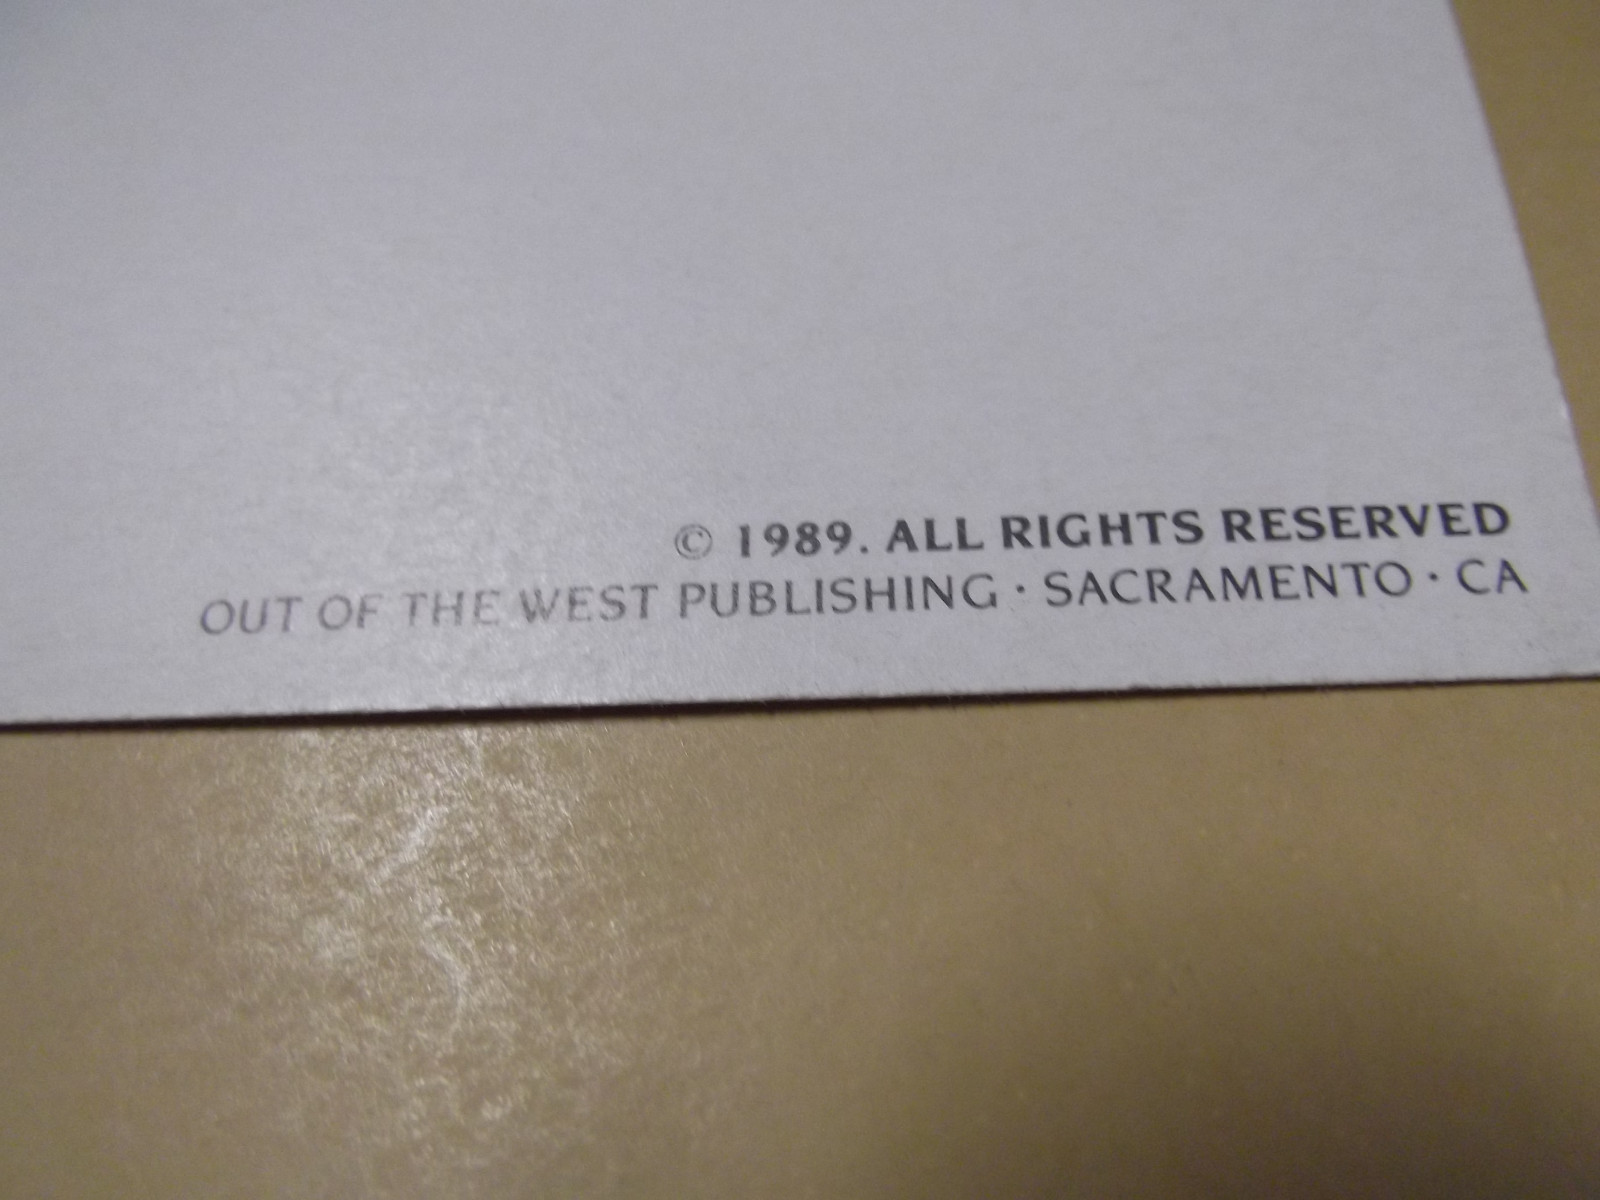 © 1989. ALL RIGHTS RESERVED
OUT OF THE WEST PUBLISHING · SACRAMENTO · CA